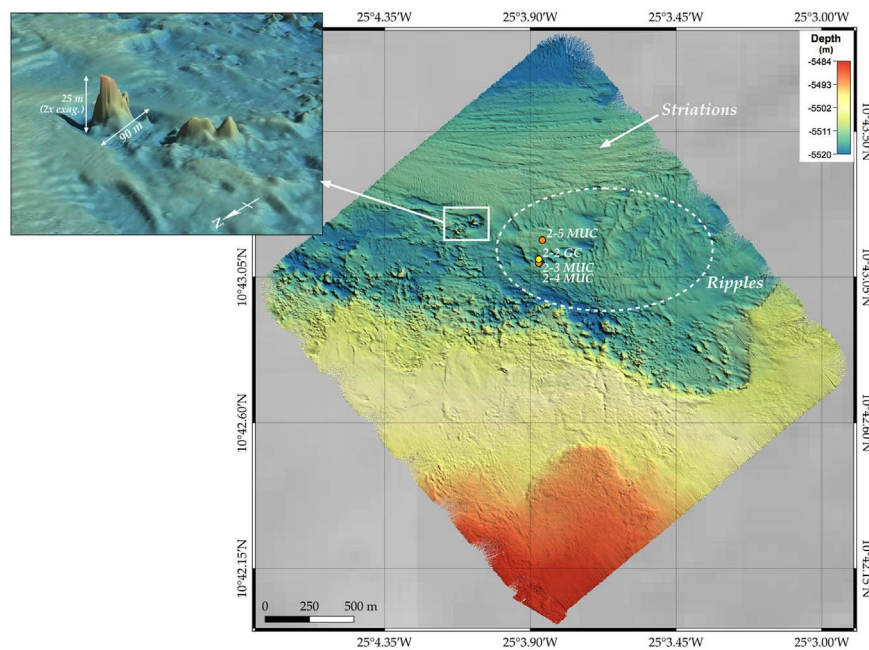 25°4.35'W
25°3.90'W
25°3.45'W
25°3.00'W
25 m
(2x exag.)
90 m
N
Depth
(m)
-5484
-5493
-5502
-5511
-5520
Striations
10°43.50'N
2-5 MUC
2-2 GC
2-3 MUC
2-4 MUC
Ripples
10°43.05'N
10°43.05'N
10°42.60'N
10°42.60'N
10°42.15'N
10°42.15'N
0 250 500 m
25°4.35'W
25°3.90'W
25°3.45'W
25°3.00'W